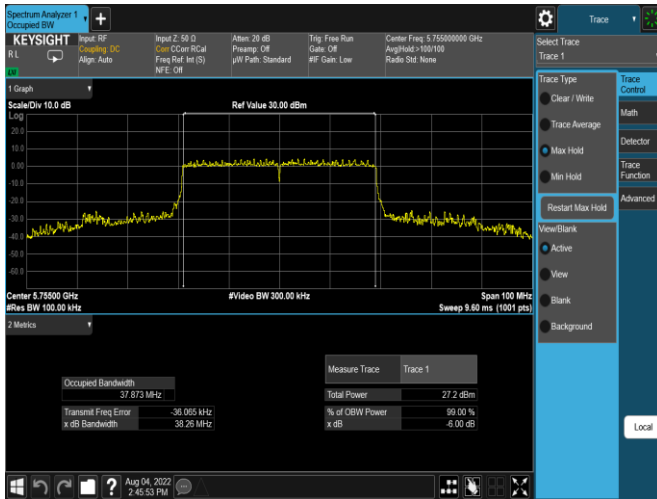 Spectrum Analyzer 1
Occupied BW
KEYSIGHT
RL
Input: RF
Coupling: DC
Align: Auto
Input Z: 50 Ω
Corr CCorr RCal
Freq Ref: Int (S)
NFE: Off
Atten: 20 dB
Preamp: Off
µW Path: Standard
Trig: Free Run
Gate: Off
#IF Gain: Low
Center Freq: 5.755000000 GHz
Avg|Hold:>100/100
Radio Std: None
1 Graph
Scale/Div 10.0 dB
Ref Value 30.00 dBm
Log
20.0
10.0
0.00
-10.0
-20.0
-30.0
-40.0
-50.0
-60.0
Center 5.75500 GHz
#Video BW 300.00 kHz
Span 100 MHz
#Res BW 100.00 kHz
Sweep 9.60 ms (1001 pts)
2 Metrics
Measure Trace Trace 1
Occupied Bandwidth
37.873 MHz
Total Power 27.2 dBm
Transmit Freq Error -36.065 kHz
% of OBW Power 99.00 %
x dB Bandwidth 38.26 MHz
x dB -6.00 dB
Aug 04, 2022
2:45:53 PM
Trace
Select Trace
Trace 1
Trace Type
Clear / Write
Trace Average
Max Hold
Min Hold
Restart Max Hold
View/Blank
Active
View
Blank
Background
Trace
Control
Math
Detector
Trace
Function
Advanced
Local